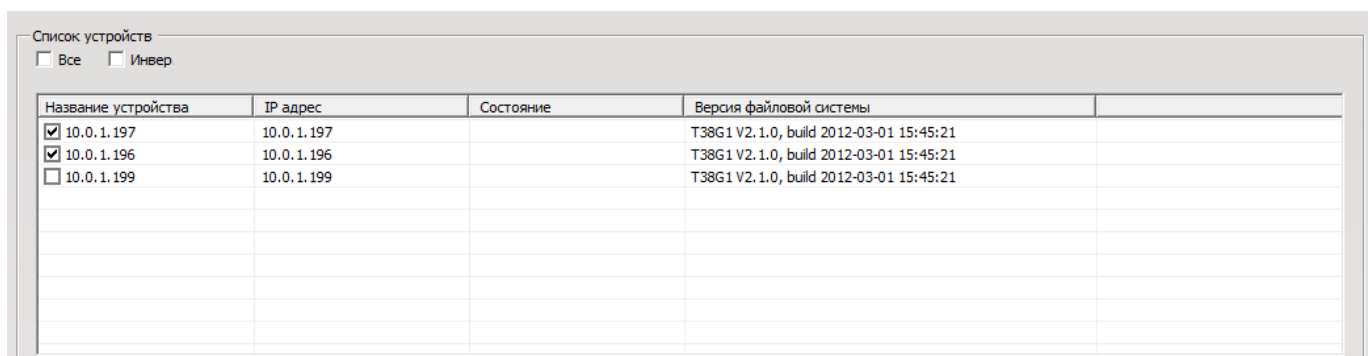 Список устройств
Все Инвер
Название устройства IP адрес Состояние Версия файловой системы
10.0.1.197 10.0.1.197 T38G1 V2.1.0, build 2012-03-01 15:45:21
10.0.1.196 10.0.1.196 T38G1 V2.1.0, build 2012-03-01 15:45:21
10.0.1.199 10.0.1.199 T38G1 V2.1.0, build 2012-03-01 15:45:21